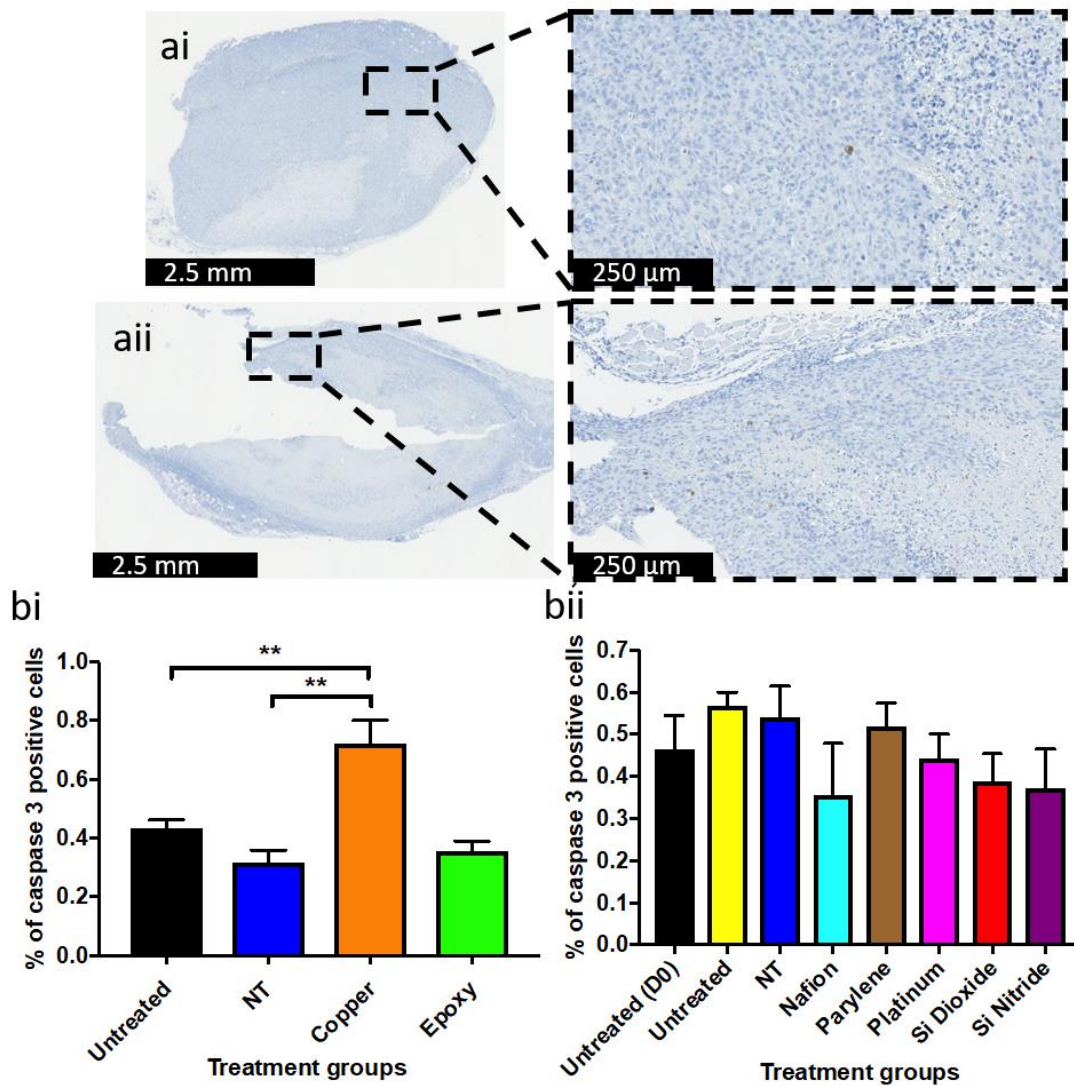 ai
2.5 mm
250 µm
aii
2.5 mm
250 µm
bi
% of caspase 3 positive cells
1.0
0.8
0.6
0.4
0.2
0.0
**
**
Untreated
NT
Copper
Epoxy
Treatment groups
bii
% of caspase 3 positive cells
0.7
0.6
0.5
0.4
0.3
0.2
0.1
0.0
Untreated (D0)
Untreated
NT
Nafion
Parylene
Platinum
Si Dioxide
Si Nitride
Treatment groups